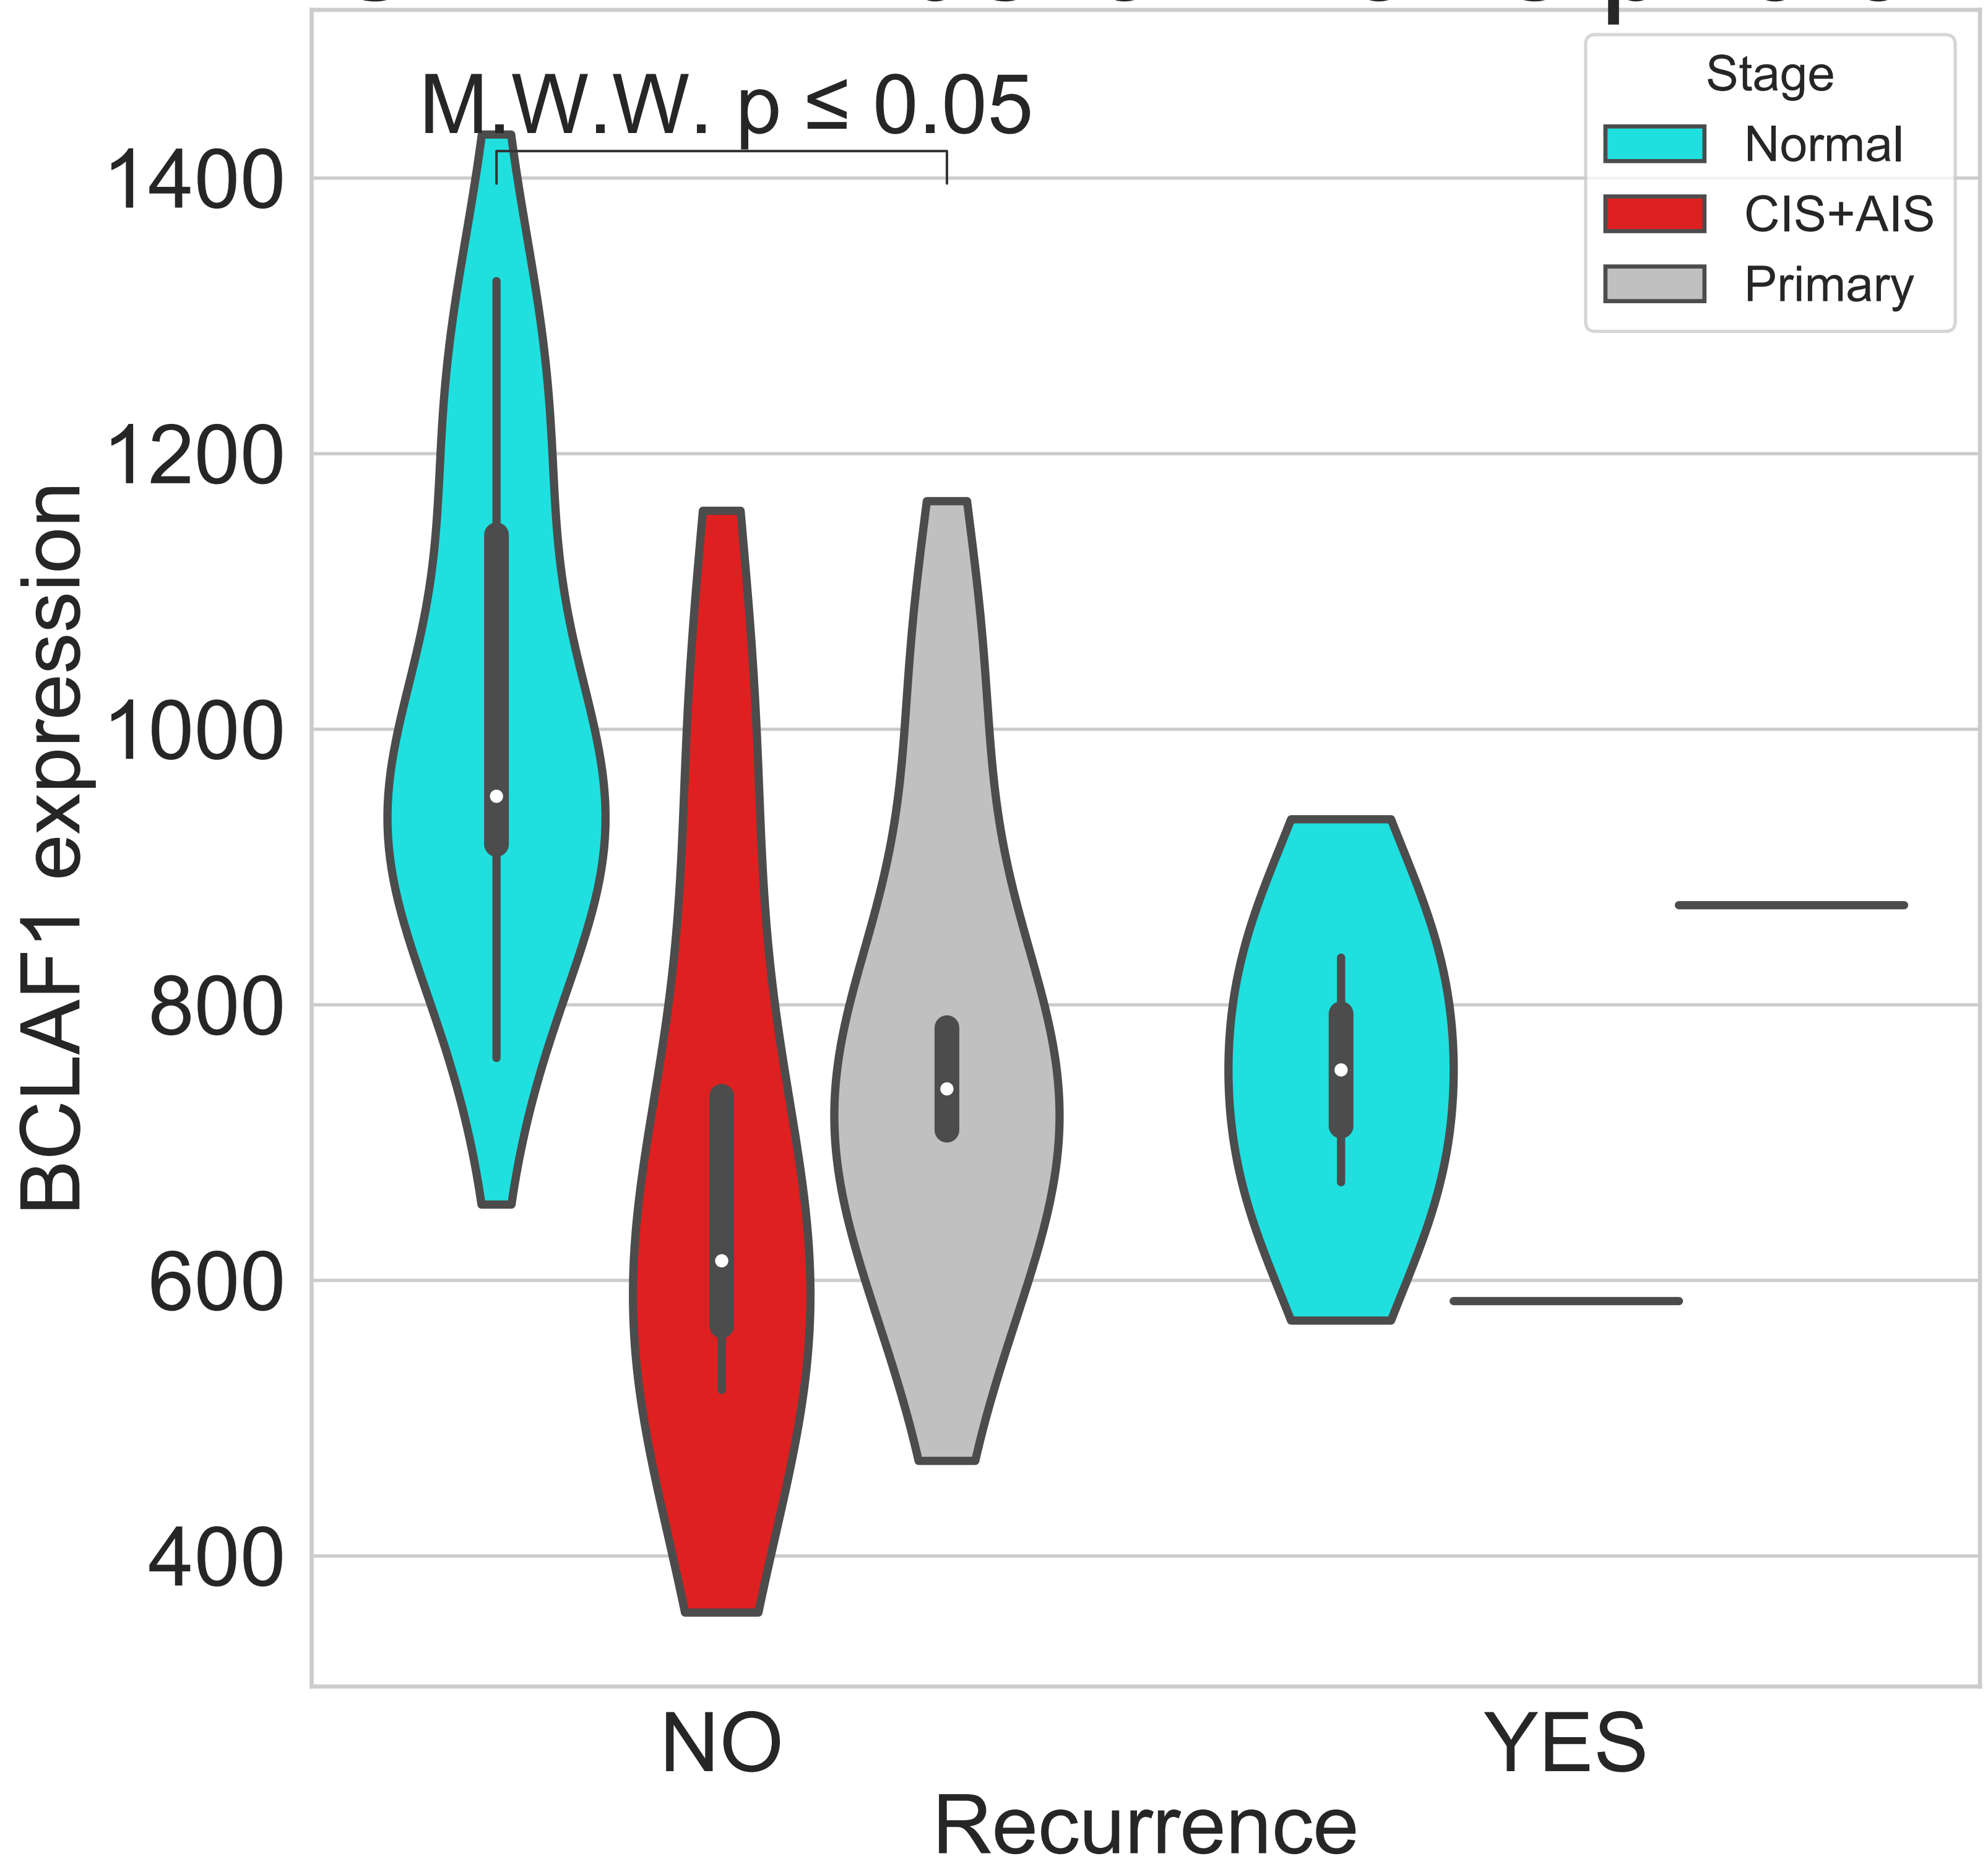 M.W.W. p ≤ 0.05
Stage
Normal
CIS+AIS
Primary
1400
1200
1000
800
600
400
BCLAF1 expression
NO
YES
Recurrence